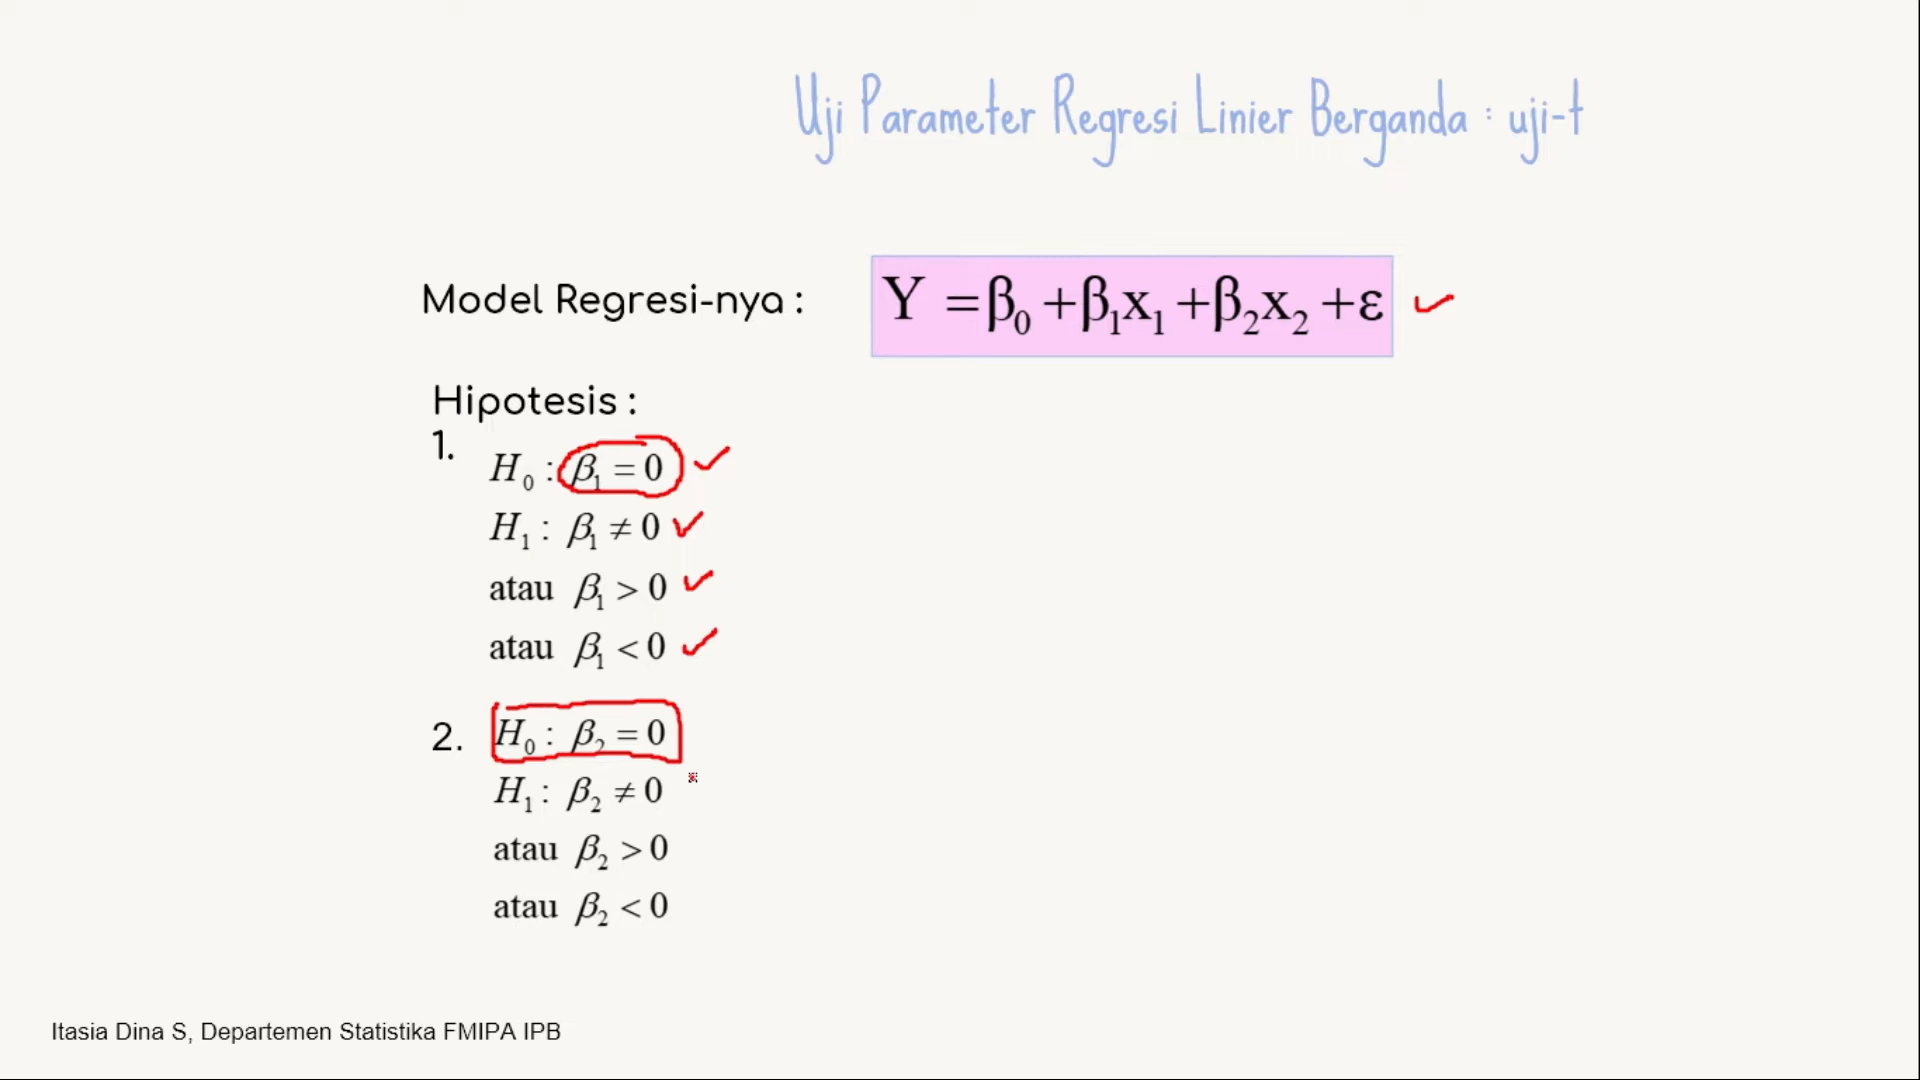 Uji Parameter Regresi Linier Berganda : uji-t
Model Regresi-nya : Y = β₀ + β₁x₁ + β₂x₂ + ε
Hipotesis :
1.
H₀ : β₁ = 0
H₁ : β₁ ≠ 0
atau β₁ > 0
atau β₁ < 0
2. H₀ : β₂ = 0
H₁ : β₂ ≠ 0
atau β₂ > 0
atau β₂ < 0
Itasia Dina S, Departemen Statistika FMIPA IPB